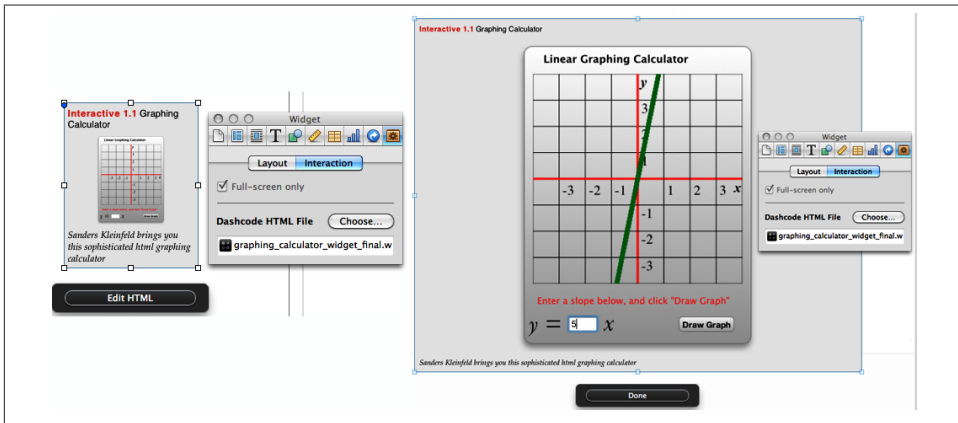 Interactive 1.1 Graphing
Calculator
Linear Graphing Calculator
Sanders Kleinfeld brings you
this sophisticated html graphing
calculator
Edit HTML
Widget
Layout Interaction
Full-screen only
Dashcode HTML File Choose...
graphing_calculator_widget_final.w
Interactive 1.1 Graphing Calculator
Linear Graphing Calculator
y
3
2
1
-3 -2 -1 1 2 3 x
-1
-2
-3
Enter a slope below, and click "Draw Graph"
y = 5 x Draw Graph
Sanders Kleinfeld brings you this sophisticated html graphing calculator
Done
Widget
Layout Interaction
Full-screen only
Dashcode HTML File Choose...
graphing_calculator_widget_final.w